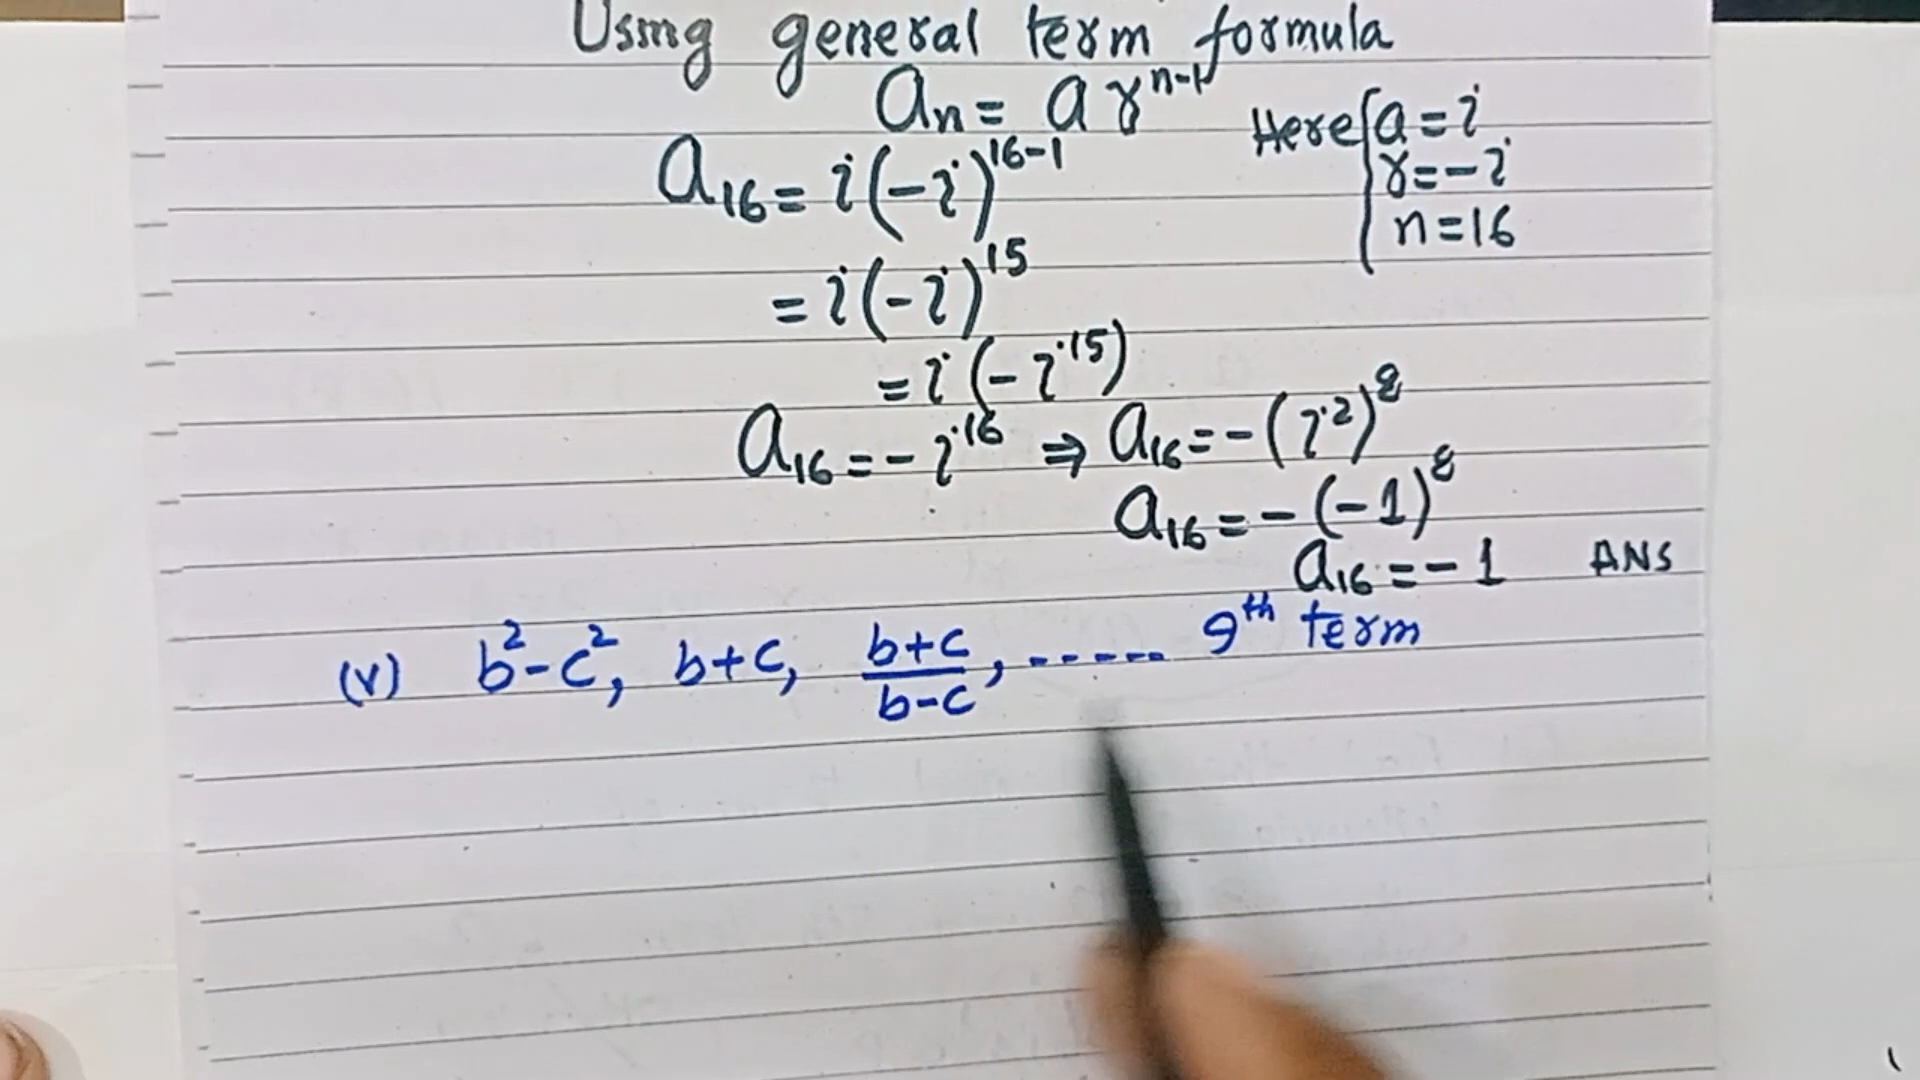 Using general term formula
aₙ = a r^(n-1)
Here a = i
r = -i
n = 16
a₁₆ = i(-i)^(16-1)
= i(-i)^15
= i(-i^15)
a₁₆ = -i^16 ⇒ a₁₆ = -(i²)^8
a₁₆ = -(-1)^8
a₁₆ = -1 ANS
(v) b² - c², b+c, (b+c)/(b-c), ...... 9th term